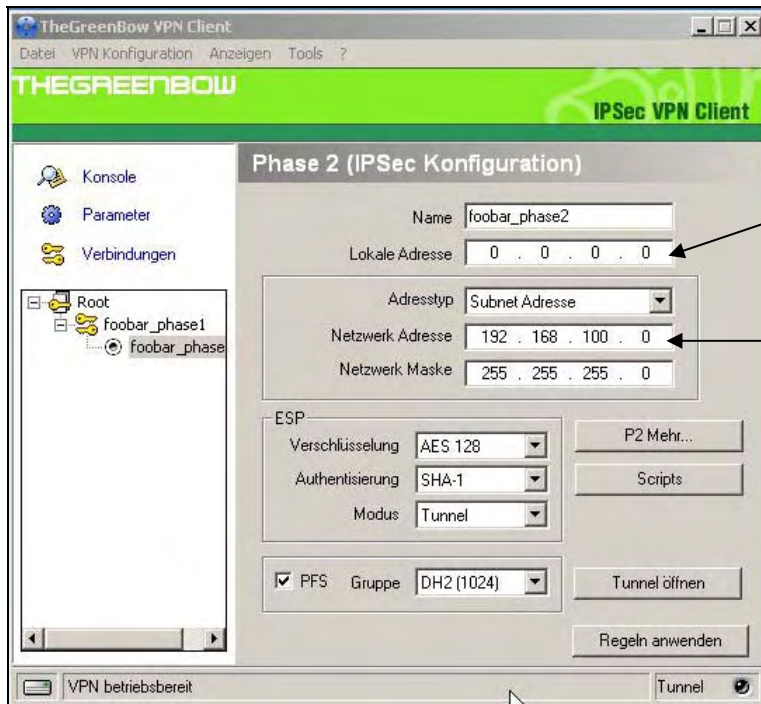 TheGreenBow VPN Client
Datei VPN Konfiguration Anzeigen Tools ?
THEGREENBOW
IPSec VPN Client
Konsole
Parameter
Verbindungen
Root
foobar_phase1
foobar_phase
Phase 2 (IPSec Konfiguration)
Name foobar_phase2
Lokale Adresse 0 . 0 . 0 . 0
Adresstyp Subnet Adresse
Netzwerk Adresse 192 . 168 . 100 . 0
Netzwerk Maske 255 . 255 . 255 . 0
ESP
Verschlüsselung AES 128
Authentisierung SHA-1
Modus Tunnel
P2 Mehr...
Scripts
PFS Gruppe DH2 (1024)
Tunnel öffnen
Regeln anwenden
VPN betriebsbereit
Tunnel